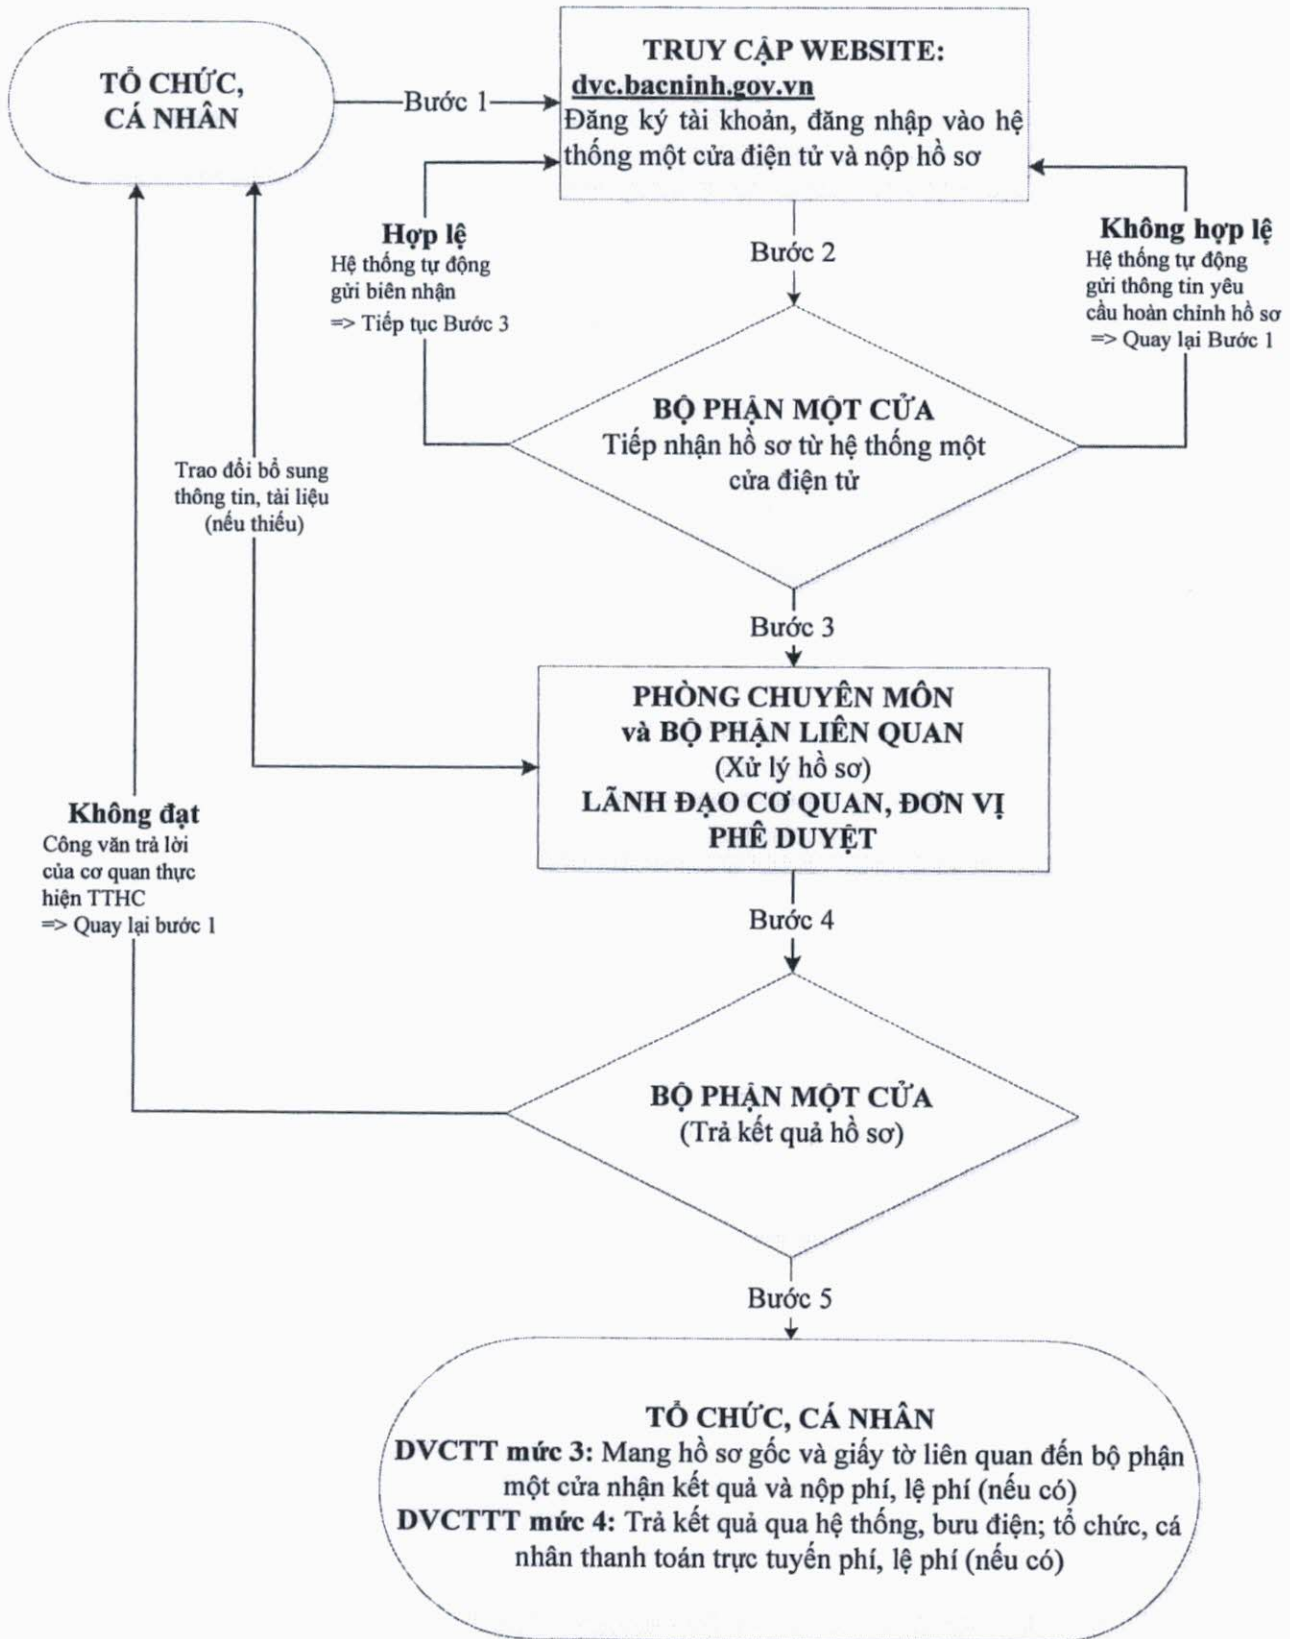 TỔ CHỨC,
CÁ NHÂN
Bước 1
TRUY CẬP WEBSITE:
dvc.bacninh.gov.vn
Đăng ký tài khoản, đăng nhập vào hệ
thống một cửa điện tử và nộp hồ sơ
Hợp lệ
Hệ thống tự động
gửi biên nhận
=> Tiếp tục Bước 3
Bước 2
Không hợp lệ
Hệ thống tự động
gửi thông tin yêu
cầu hoàn chỉnh hồ sơ
=> Quay lại Bước 1
BỘ PHẬN MỘT CỬA
Tiếp nhận hồ sơ từ hệ thống một
cửa điện tử
Trao đổi bổ sung
thông tin, tài liệu
(nếu thiếu)
Bước 3
PHÒNG CHUYÊN MÔN
và BỘ PHẬN LIÊN QUAN
(Xử lý hồ sơ)
LÃNH ĐẠO CƠ QUAN, ĐƠN VỊ
PHÊ DUYỆT
Không đạt
Công văn trả lời
của cơ quan thực
hiện TTHC
=> Quay lại bước 1
Bước 4
BỘ PHẬN MỘT CỬA
(Trả kết quả hồ sơ)
Bước 5
TỔ CHỨC, CÁ NHÂN
DVCTT mức 3: Mang hồ sơ gốc và giấy tờ liên quan đến bộ phận
một cửa nhận kết quả và nộp phí, lệ phí (nếu có)
DVCTTT mức 4: Trả kết quả qua hệ thống, bưu điện; tổ chức, cá
nhân thanh toán trực tuyến phí, lệ phí (nếu có)